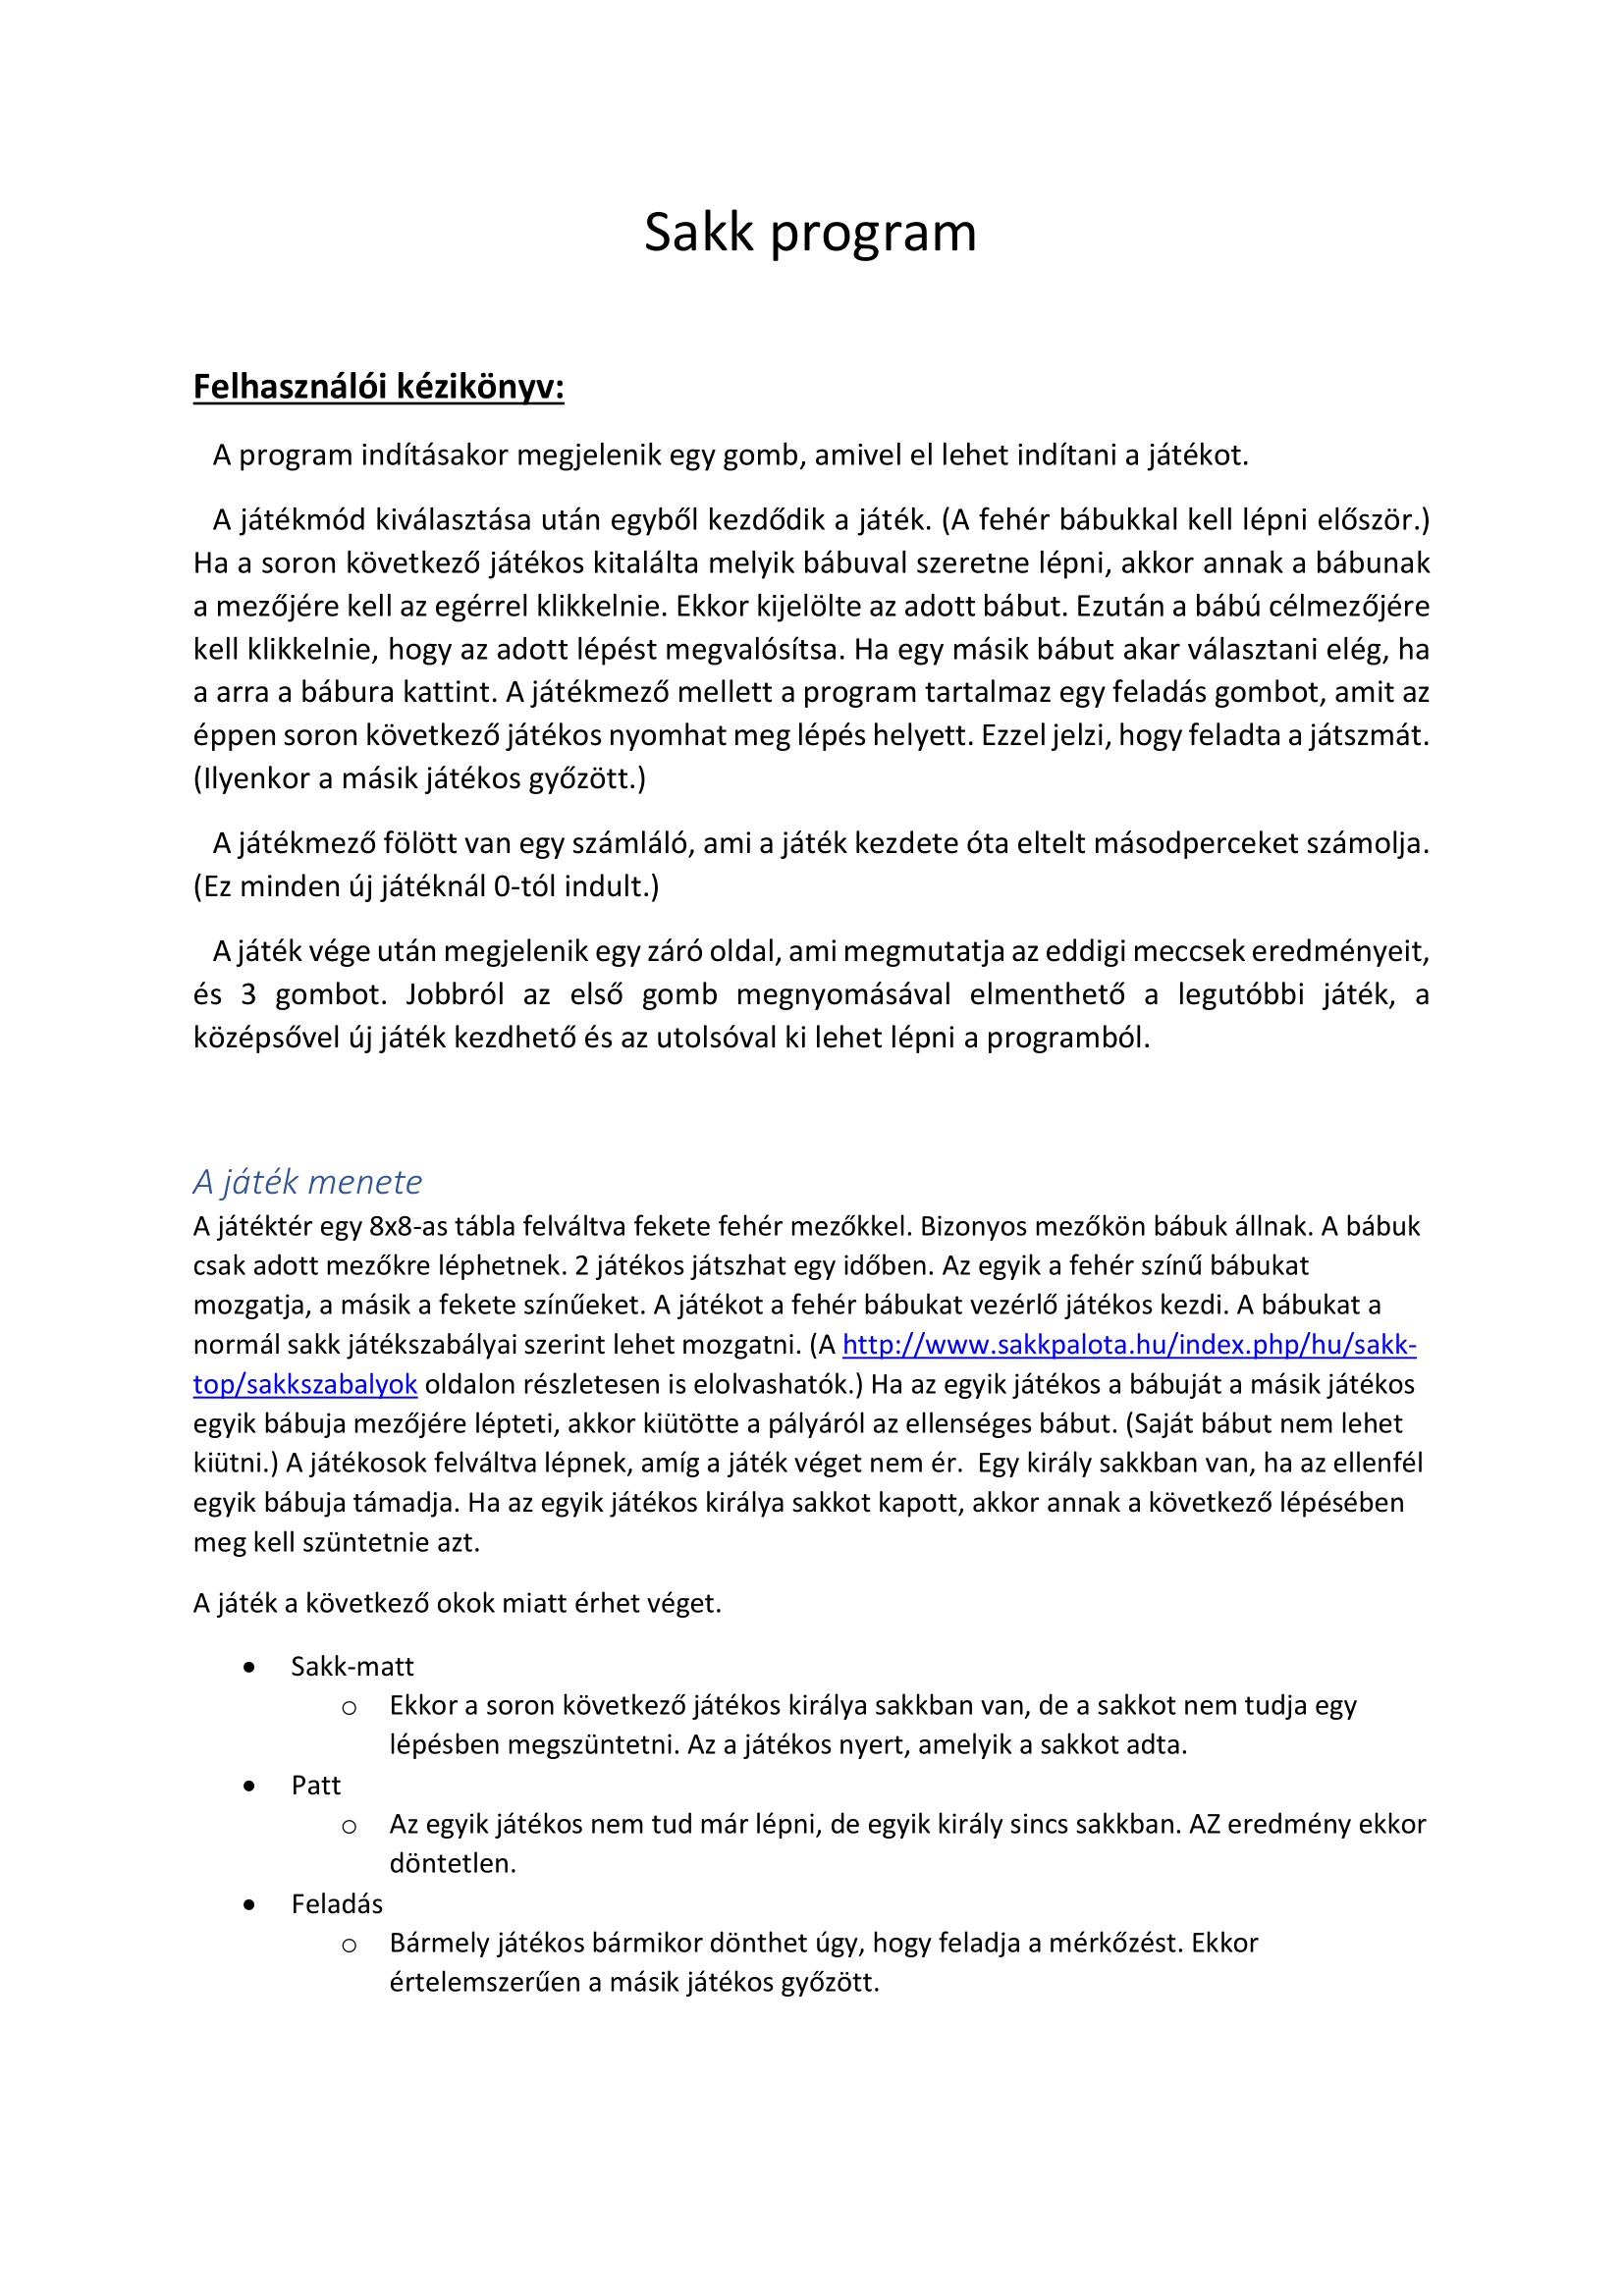 Sakk program
Felhasználói kézikönyv:
A program indításakor megjelenik egy gomb, amivel el lehet indítani a játékot.
A játékmód kiválasztása után egyből kezdődik a játék. (A fehér bábukkal kell lépni először.)
Ha a soron következő játékos kitalálta melyik bábuval szeretne lépni, akkor annak a bábunak
a mezőjére kell az egérrel klikkelnie. Ekkor kijelölte az adott bábut. Ezután a bábú célmezőjére
kell klikkelnie, hogy az adott lépést megvalósítsa. Ha egy másik bábut akar választani elég, ha
a arra a bábura kattint. A játékmező mellett a program tartalmaz egy feladás gombot, amit az
éppen soron következő játékos nyomhat meg lépés helyett. Ezzel jelzi, hogy feladta a játszmát.
(Ilyenkor a másik játékos győzött.)
A játékmező fölött van egy számláló, ami a játék kezdete óta eltelt másodperceket számolja.
(Ez minden új játéknál 0-tól indult.)
A játék vége után megjelenik egy záró oldal, ami megmutatja az eddigi meccsek eredményeit,
és 3 gombot. Jobbról az első gomb megnyomásával elmenthető a legutóbbi játék, a
középsővel új játék kezdhető és az utolsóval ki lehet lépni a programból.
A játék menete
A játéktér egy 8x8-as tábla felváltva fekete fehér mezőkkel. Bizonyos mezőkön bábuk állnak. A bábuk
csak adott mezőkre léphetnek. 2 játékos játszhat egy időben. Az egyik a fehér színű bábukat
mozgatja, a másik a fekete színűeket. A játékot a fehér bábukat vezérlő játékos kezdi. A bábukat a
normál sakk játékszabályai szerint lehet mozgatni. (A http://www.sakkpalota.hu/index.php/hu/sakk-
top/sakkszabalyok oldalon részletesen is elolvashatók.) Ha az egyik játékos a bábuját a másik játékos
egyik bábuja mezőjére lépteti, akkor kiütötte a pályáról az ellenséges bábut. (Saját bábut nem lehet
kiütni.) A játékosok felváltva lépnek, amíg a játék véget nem ér.  Egy király sakkban van, ha az ellenfél
egyik bábuja támadja. Ha az egyik játékos királya sakkot kapott, akkor annak a következő lépésében
meg kell szüntetnie azt.
A játék a következő okok miatt érhet véget.
• Sakk-matt
o Ekkor a soron következő játékos királya sakkban van, de a sakkot nem tudja egy
lépésben megszüntetni. Az a játékos nyert, amelyik a sakkot adta.
• Patt
o Az egyik játékos nem tud már lépni, de egyik király sincs sakkban. AZ eredmény ekkor
döntetlen.
• Feladás
o Bármely játékos bármikor dönthet úgy, hogy feladja a mérkőzést. Ekkor
értelemszerűen a másik játékos győzött.